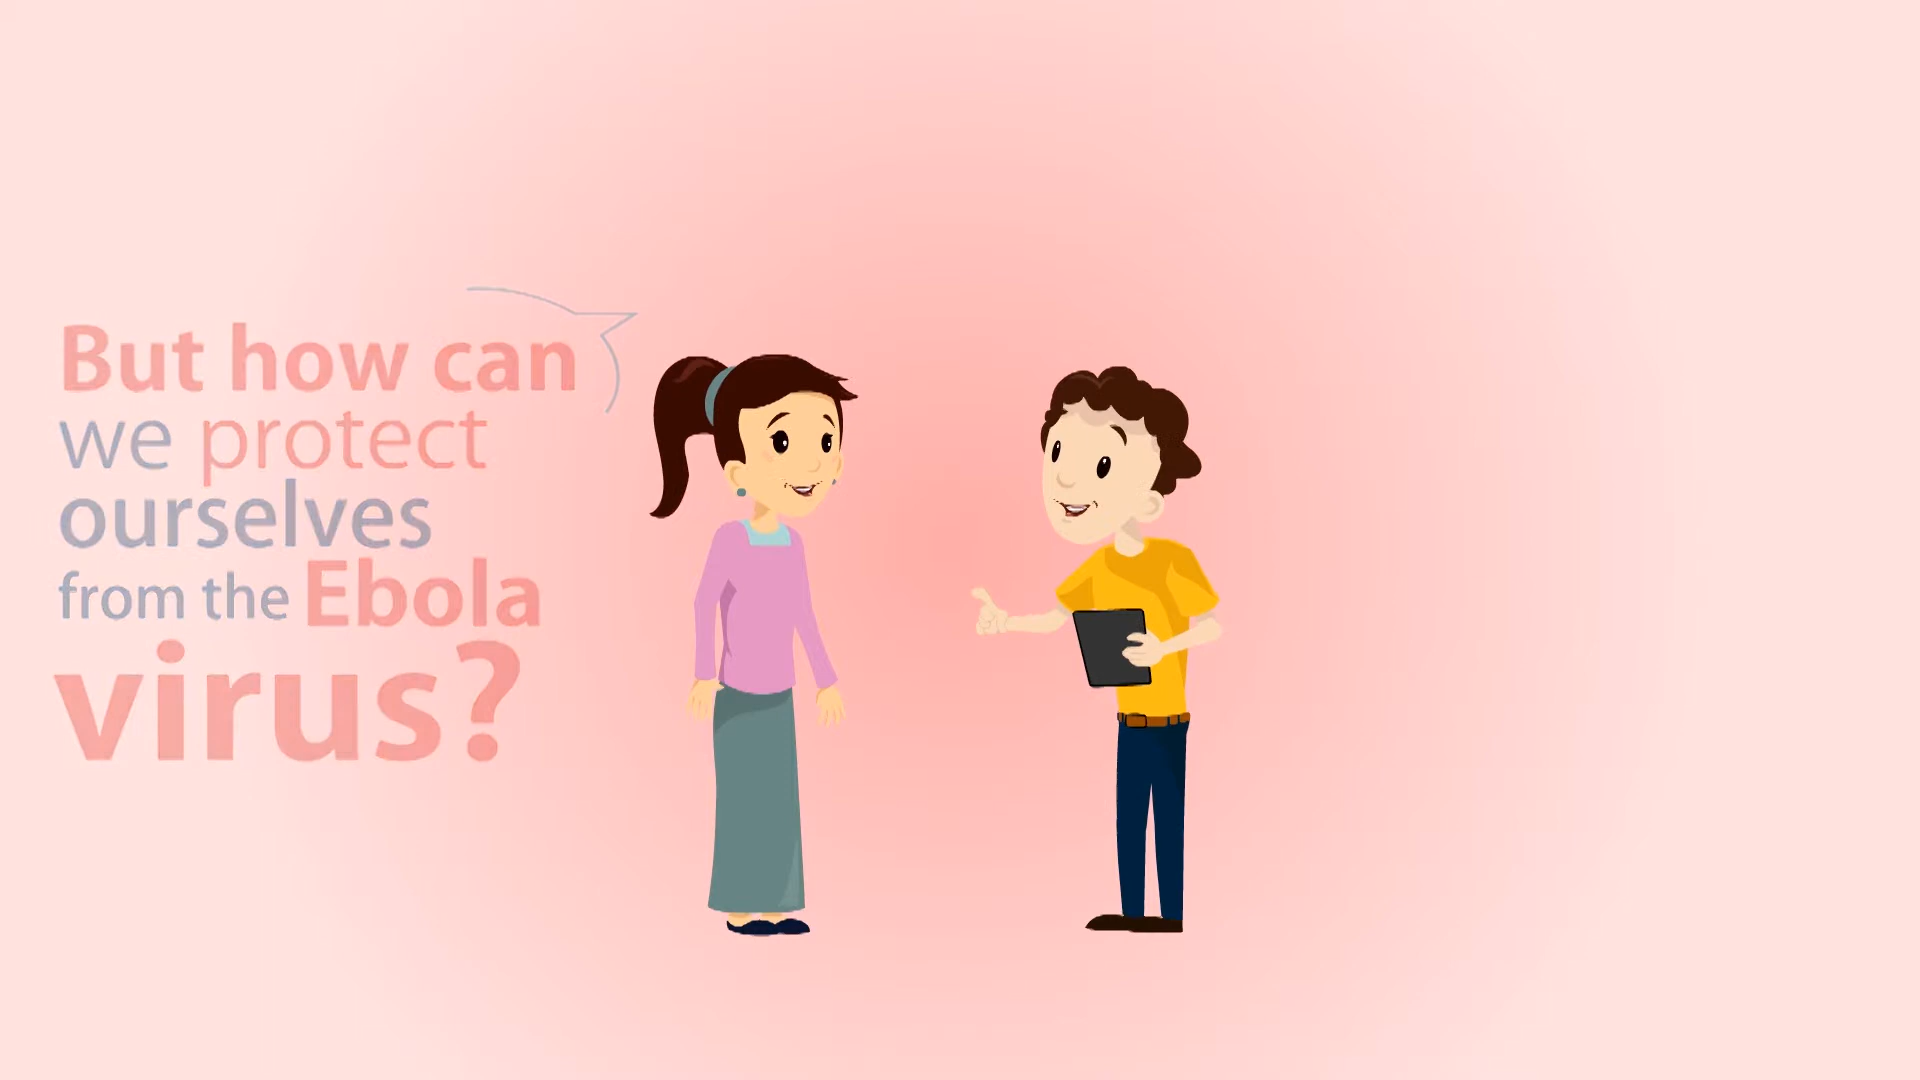 But how can
we protect
ourselves
from the Ebola
virus?